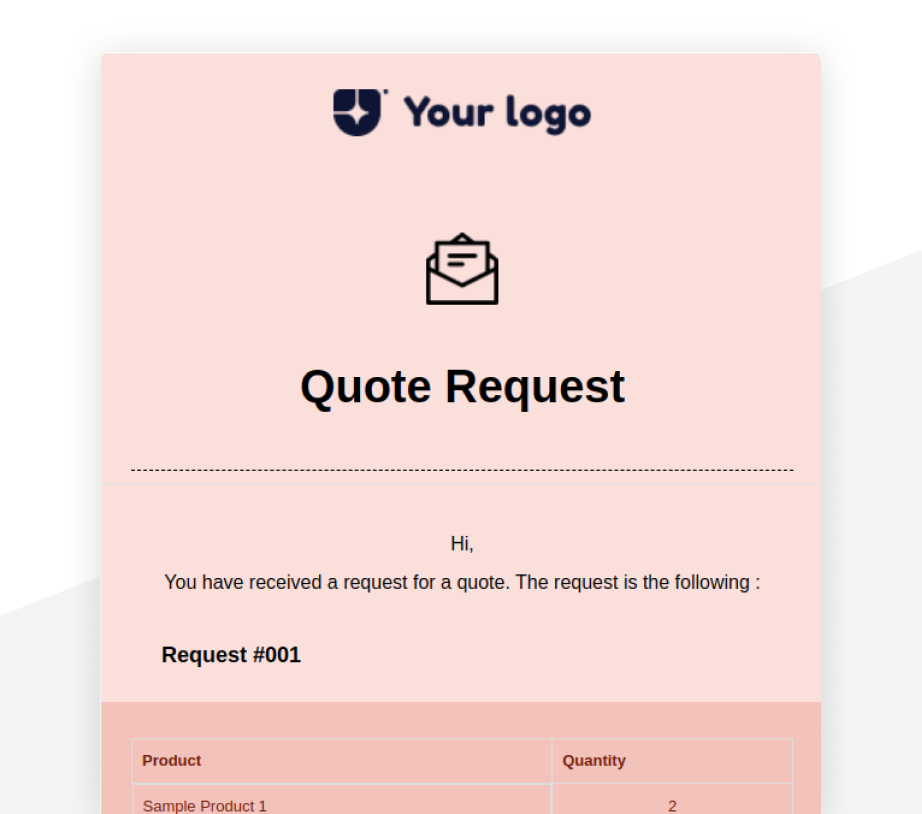 Your logo
Quote Request
Hi,
You have received a request for a quote. The request is the following :
Request #001
Product Quantity
Sample Product 1 2